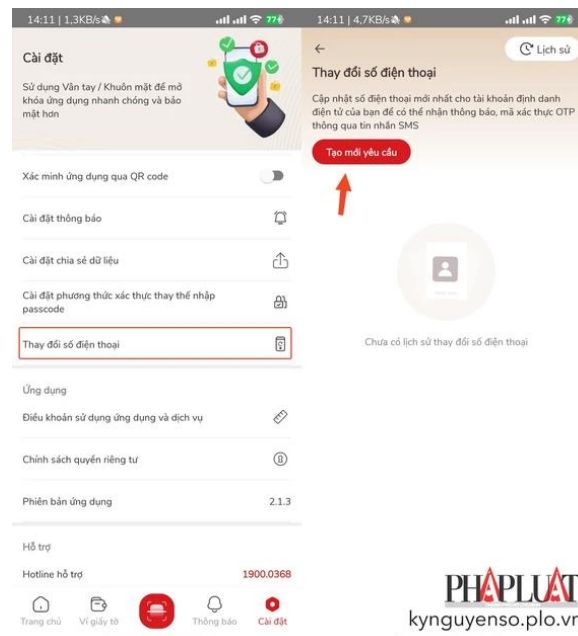 14:11 | 1,3KB/s
77
Cài đặt
Sử dụng Vân tay / Khuôn mặt để mở
khóa ứng dụng nhanh chóng và bảo
mật hơn
Xác minh ứng dụng qua QR code
Cài đặt thông báo
Cài đặt chia sẻ dữ liệu
Cài đặt phương thức xác thực thay thế nhập
passcode
Thay đổi số điện thoại
Ứng dụng
Điều khoản sử dụng ứng dụng và dịch vụ
Chính sách quyền riêng tư
Phiên bản ứng dụng 2.1.3
Hỗ trợ
Hotline hỗ trợ 1900.0368
Trang chủ Ví giấy tờ Thông báo Cài đặt
14:11 | 4,7KB/s
77
Lịch sử
Thay đổi số điện thoại
Cập nhật số điện thoại mới nhất cho tài khoản định danh
điện tử của bạn để có thể nhận thông báo, mã xác thực OTP
thông qua tin nhắn SMS
Tạo mới yêu cầu
Chưa có lịch sử thay đổi số điện thoại
PHÁPLUẬT
kynguyenso.plo.vn